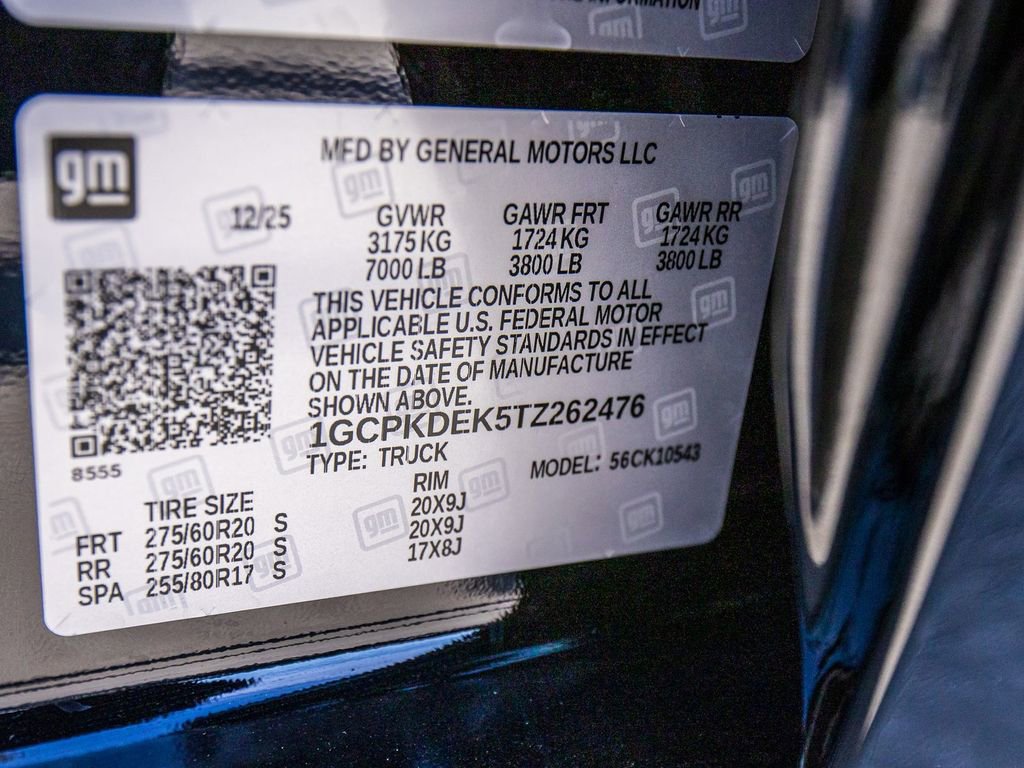 INFORMATION
gm
MFD BY GENERAL MOTORS LLC
12/25
GVWR GAWR FRT GAWR RR
3175 KG 1724 KG 1724 KG
7000 LB 3800 LB 3800 LB
THIS VEHICLE CONFORMS TO ALL
APPLICABLE U.S. FEDERAL MOTOR
VEHICLE SAFETY STANDARDS IN EFFECT
ON THE DATE OF MANUFACTURE
SHOWN ABOVE.
1GCPKDEK5TZ262476
TYPE: TRUCK MODEL: 56CK10543
8555
TIRE SIZE RIM
FRT 275/60R20 S 20X9J
RR 275/60R20 S 20X9J
SPA 255/80R17 S 17X8J